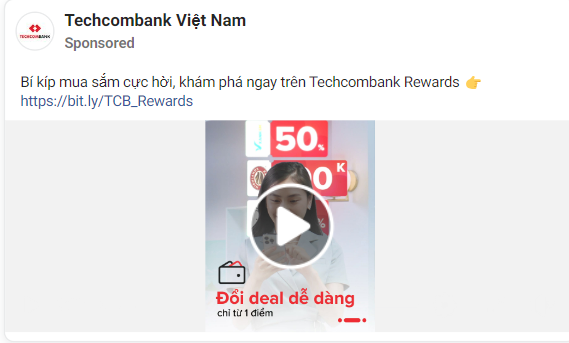 TECHCOMBANK
Techcombank Việt Nam
Sponsored
Bí kíp mua sắm cực hời, khám phá ngay trên Techcombank Rewards 👉
https://bit.ly/TCB_Rewards
50%
K
Đổi deal dễ dàng
chỉ từ 1 điểm